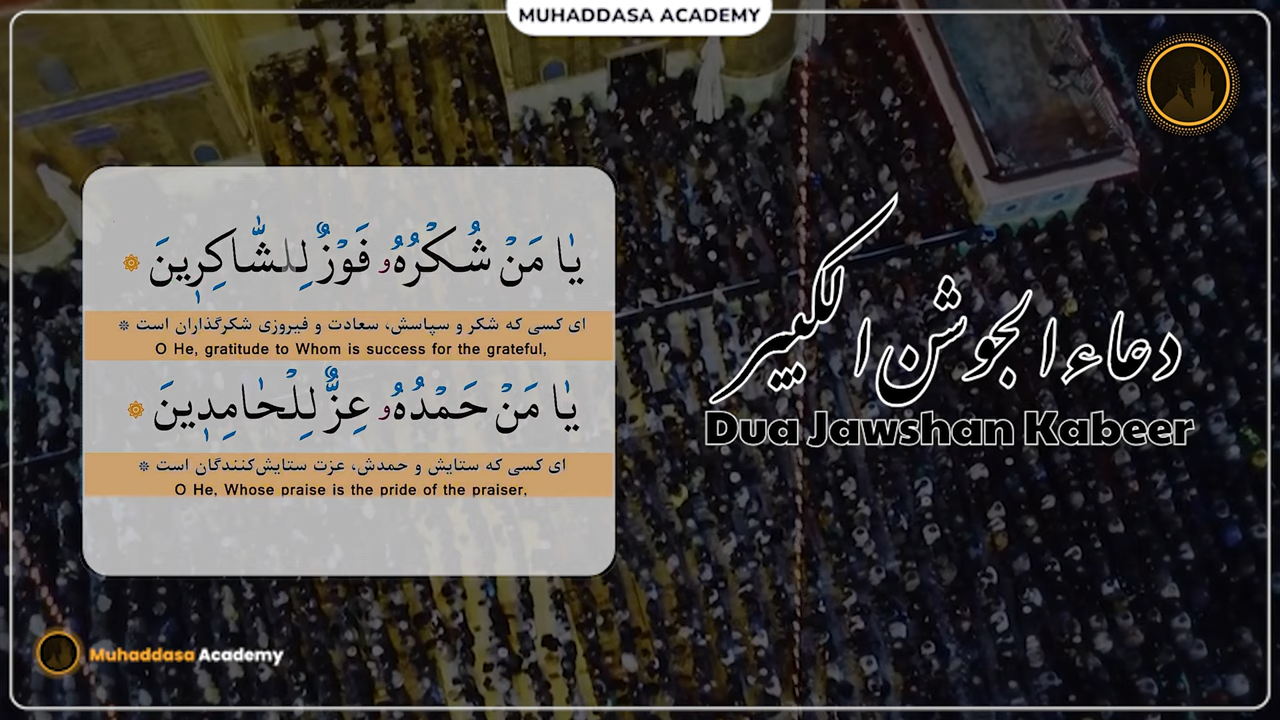 MUHADDASA ACADEMY
يٰا مَنْ شُكْرُهُۥ فَوْزٌ لِلشّٰاكِرٖينَ ۞
ای کسی که شکر و سپاسش، سعادت و فیروزی شکرگذاران است ۞
O He, gratitude to Whom is success for the grateful,
يٰا مَنْ حَمْدُهُۥ عِزٌّ لِلْحٰامِدٖينَ ۞
ای کسی که ستایش و حمدش، عزت ستایش‌کنندگان است ۞
O He, Whose praise is the pride of the praiser,
دعاء الجوشن الكبير
Dua Jawshan Kabeer
Muhaddasa Academy